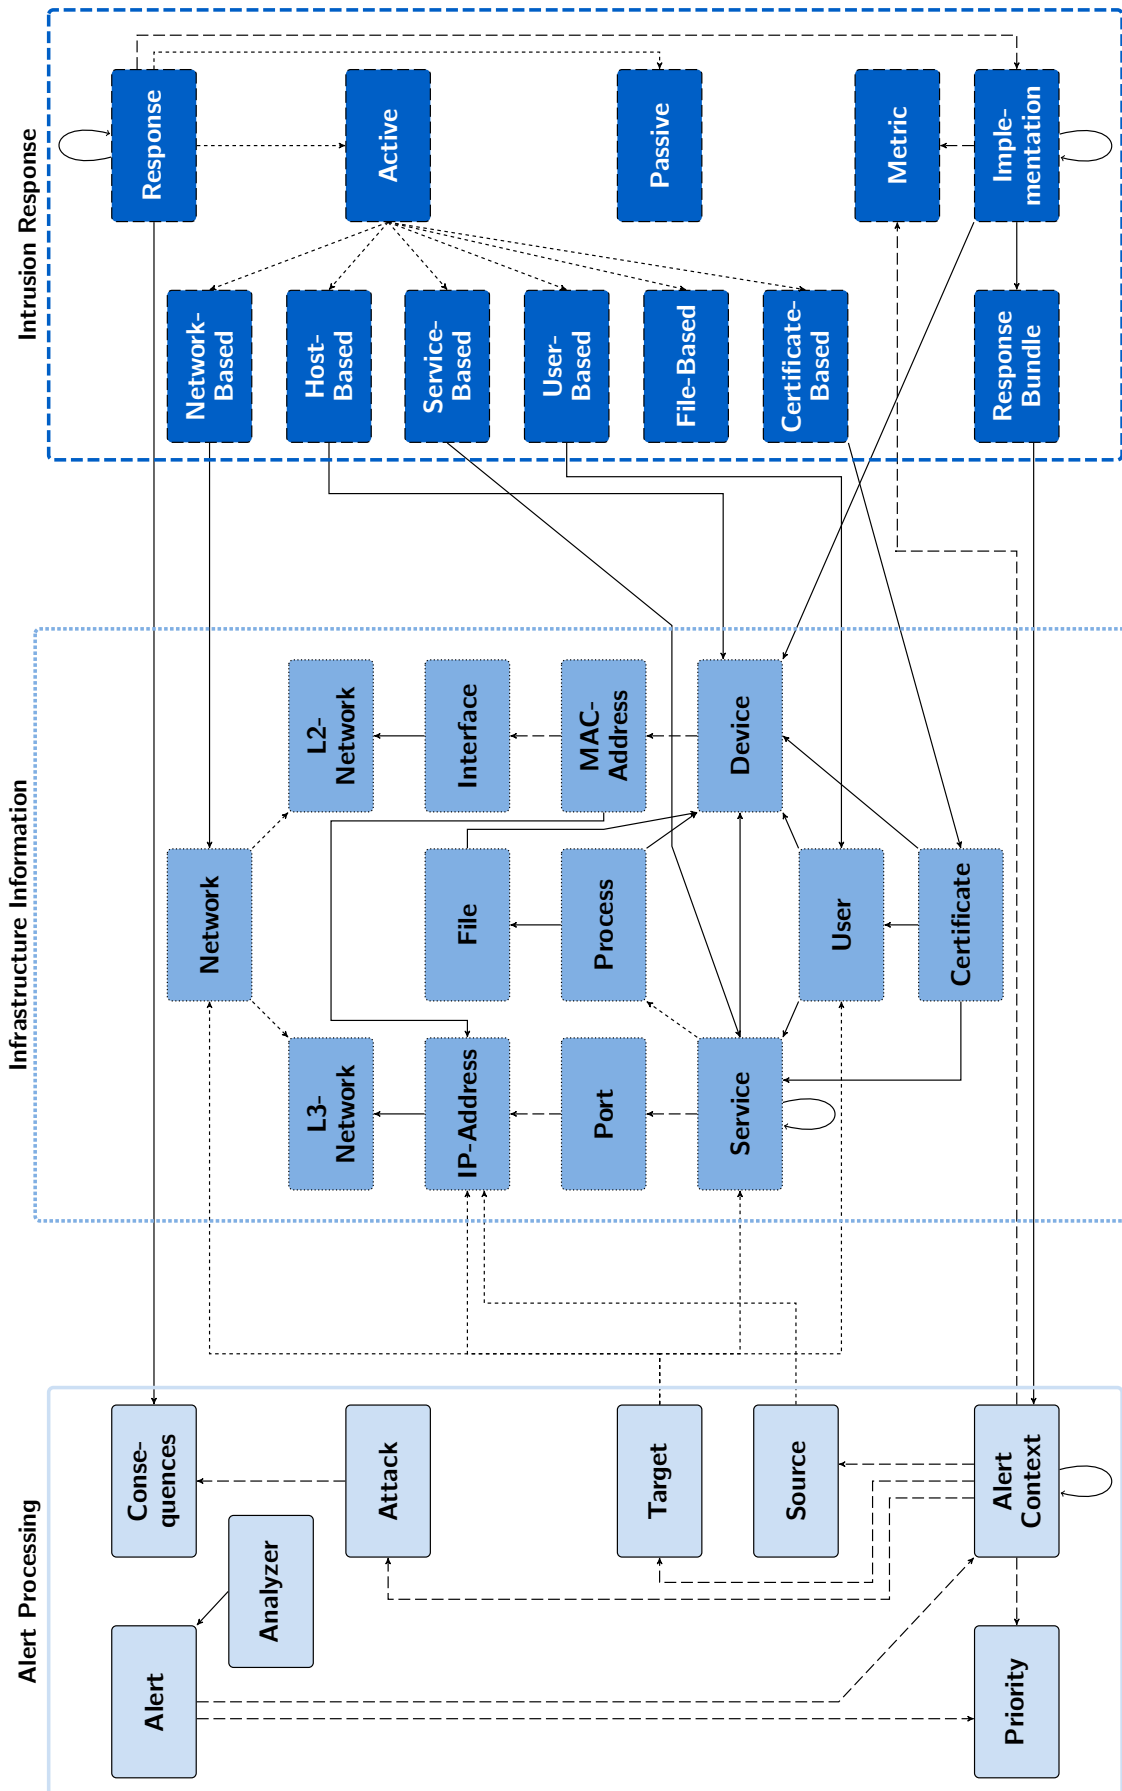 Alert Processing
Infrastructure Information
Intrusion Response
Alert
Analyzer
Priority
Conse-
quences
Attack
Target
Source
Alert
Context
L3-
Network
IP-Address
Port
Service
Network
File
Process
User
Certificate
L2-
Network
Interface
MAC-
Address
Device
Network-
Based
Host-
Based
Service-
Based
User-
Based
File-Based
Certificate-
Based
Response
Bundle
Response
Active
Passive
Metric
Imple-
mentation